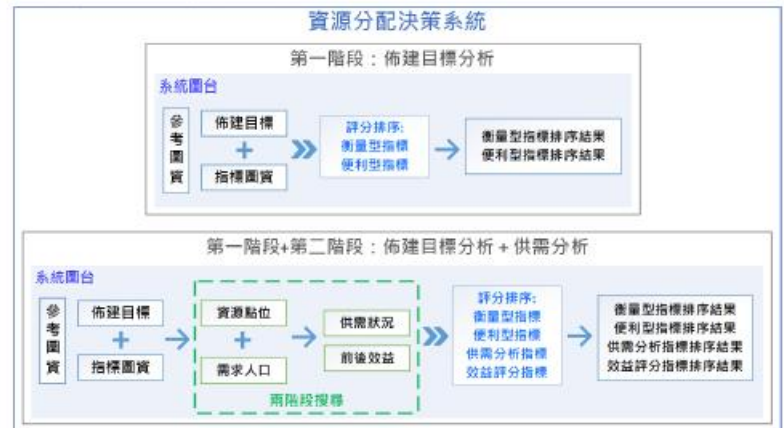 資源分配決策系統
第一階段：佈建目標分析
系統圖台
參考圖資
佈建目標
+
指標圖資
評分排序:
衡量型指標
便利型指標
衡量型指標排序結果
便利型指標排序結果
第一階段+第二階段：佈建目標分析+供需分析
系統圖台
參考圖資
佈建目標
+
指標圖資
資源點位
+
需求人口
供需狀況
前後效益
兩階段搜尋
評分排序:
衡量型指標
便利型指標
供需分析指標
效益評分指標
衡量型指標排序結果
便利型指標排序結果
供需分析指標排序結果
效益評分指標排序結果